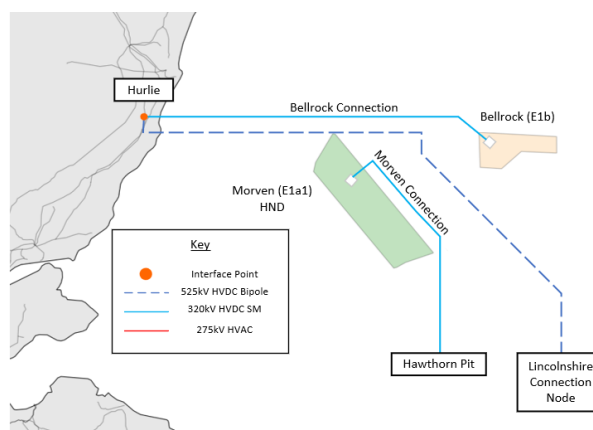 Hurlie
Bellrock Connection
Bellrock (E1b)
Morven (E1a1)
HND
Morven Connection
Key
Interface Point
525kV HVDC Bipole
320kV HVDC SM
275kV HVAC
Hawthorn Pit
Lincolnshire
Connection
Node